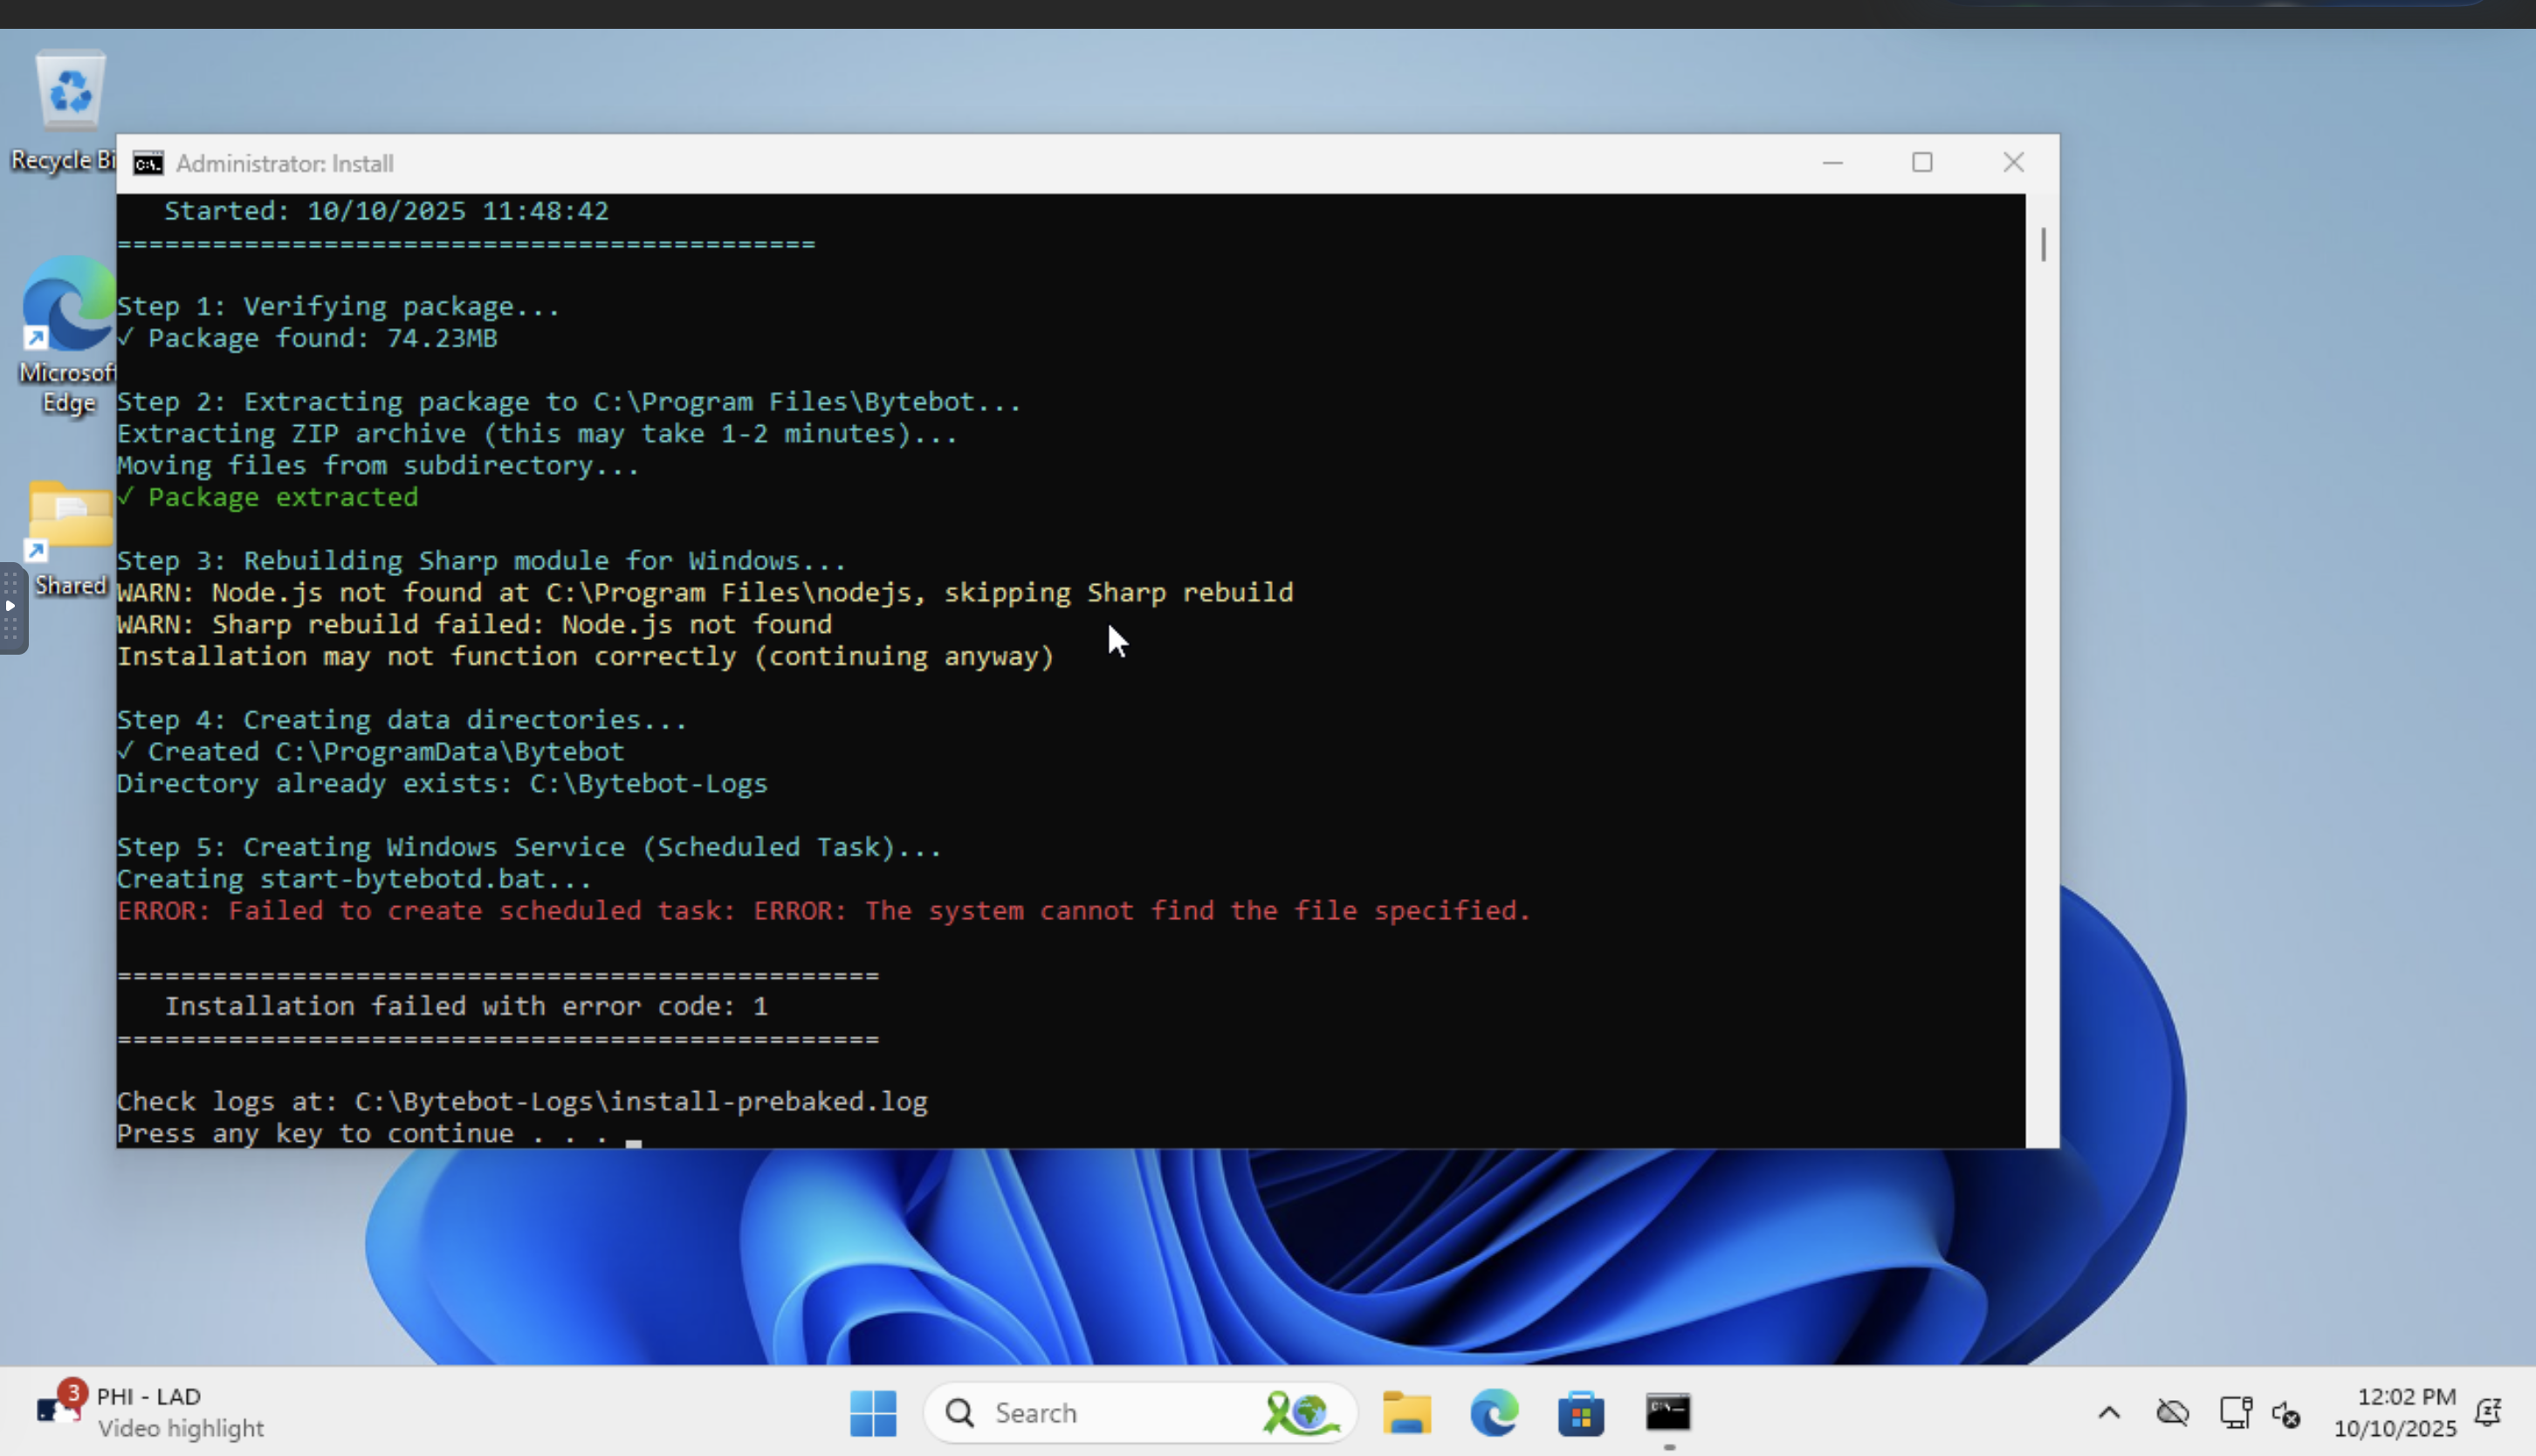 Recycle Bi
Microsoft
Edge
Shared
Administrator: Install
Started: 10/10/2025 11:48:42
============================================
Step 1: Verifying package...
✓ Package found: 74.23MB
Step 2: Extracting package to C:\Program Files\Bytebot...
Extracting ZIP archive (this may take 1-2 minutes)...
Moving files from subdirectory...
✓ Package extracted
Step 3: Rebuilding Sharp module for Windows...
WARN: Node.js not found at C:\Program Files\nodejs, skipping Sharp rebuild
WARN: Sharp rebuild failed: Node.js not found
Installation may not function correctly (continuing anyway)
Step 4: Creating data directories...
✓ Created C:\ProgramData\Bytebot
Directory already exists: C:\Bytebot-Logs
Step 5: Creating Windows Service (Scheduled Task)...
Creating start-bytebotd.bat...
ERROR: Failed to create scheduled task: ERROR: The system cannot find the file specified.
================================================
Installation failed with error code: 1
================================================
Check logs at: C:\Bytebot-Logs\install-prebaked.log
Press any key to continue . . .
3
PHI - LAD
Video highlight
Search
12:02 PM
10/10/2025